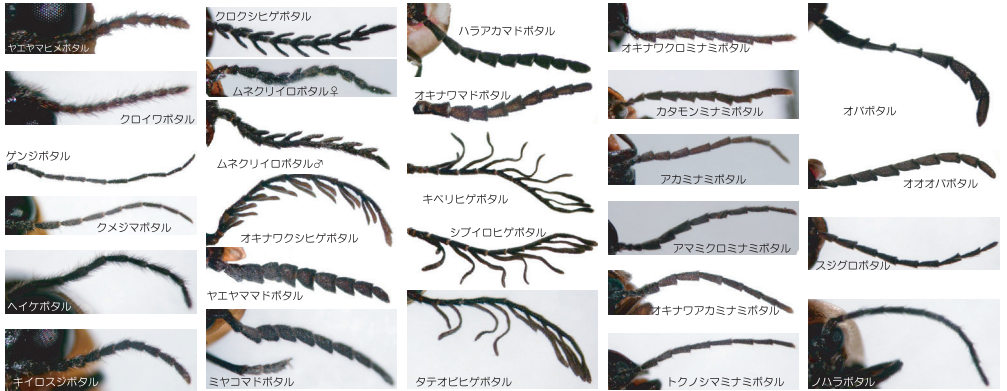 ヤエヤマヒメボタル
クロイワボタル
ゲンジボタル
クメジマボタル
ヘイケボタル
キイロスジボタル
クロクシヒゲボタル
ムネクリイロボタル♀
ムネクリイロボタル♂
オキナワクシヒゲボタル
ヤエヤママドボタル
ミヤコマドボタル
ハラアカマドボタル
オキナワマドボタル
キベリヒゲボタル
シブイロヒゲボタル
タテオビヒゲボタル
オキナワクロミナミボタル
カタモンミナミボタル
アカミナミボタル
アマミクロミナミボタル
オキナワアカミナミボタル
トクノシマミナミボタル
オバボタル
オオオバボタル
スジグロボタル
ノハラボタル